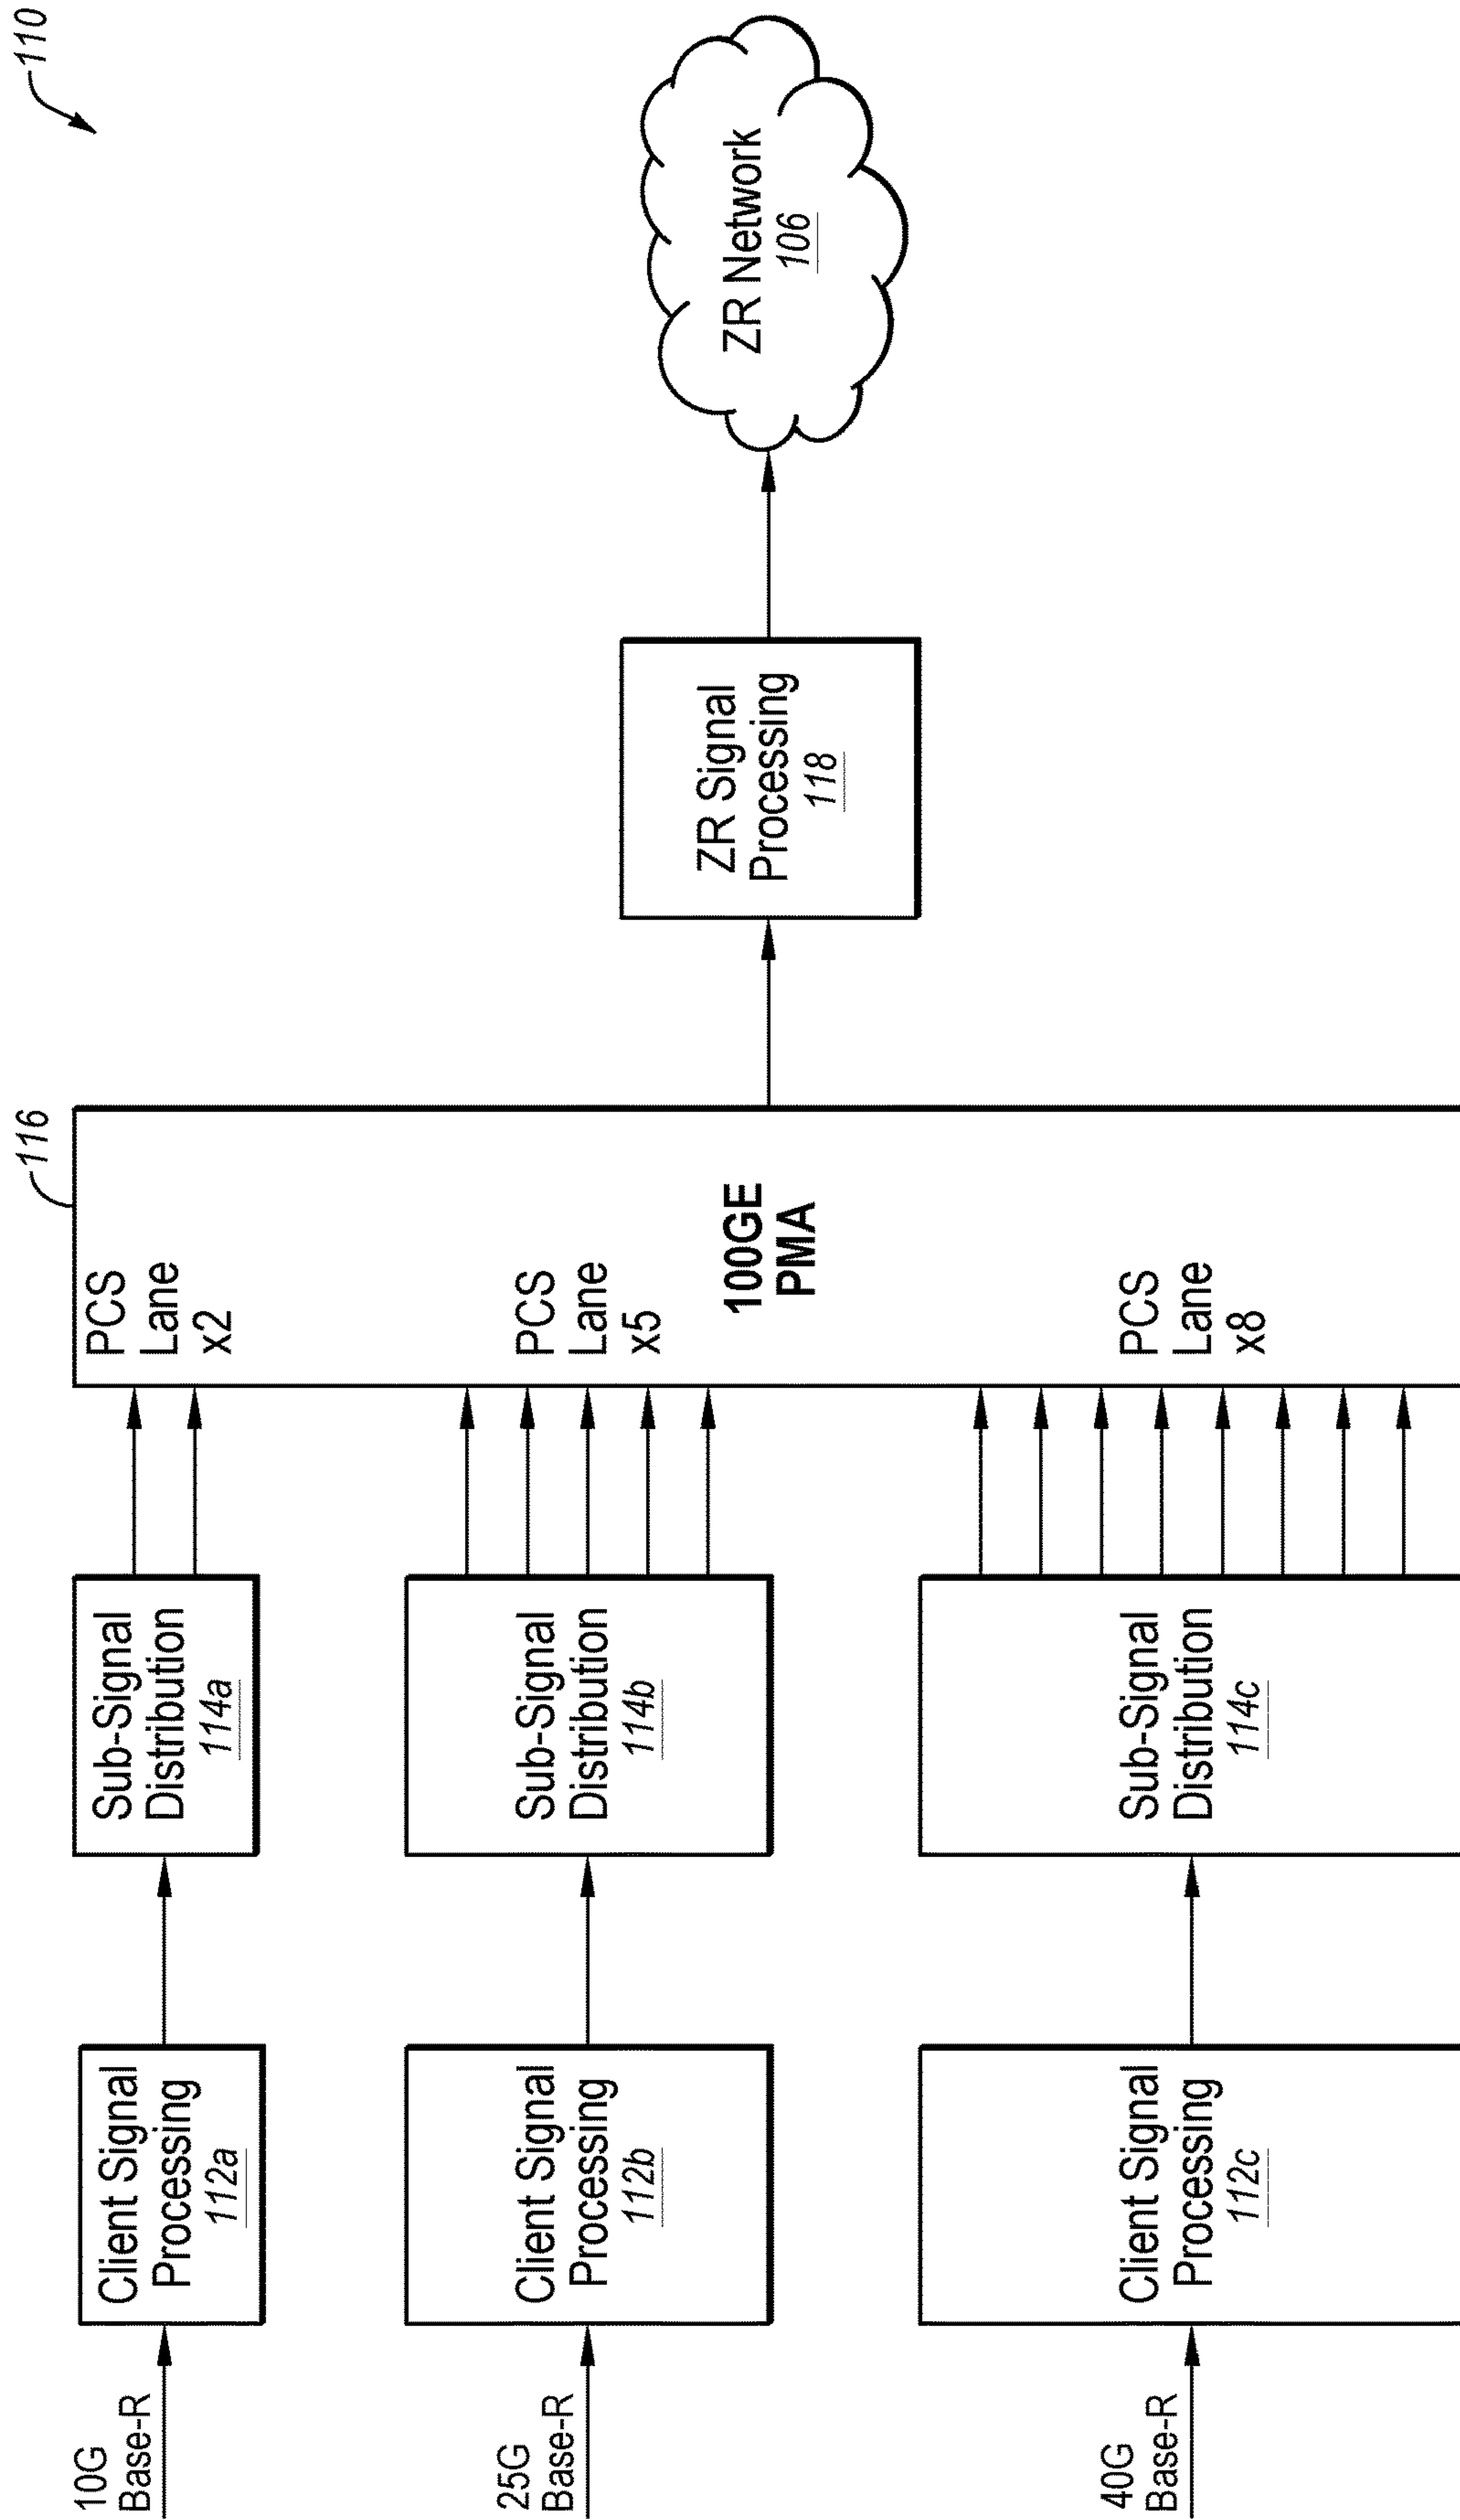 110
10G
Base-R
Client Signal
Processing
112a
Sub-Signal
Distribution
114a
PCS
Lane
x2
116
25G
Base-R
Client Signal
Processing
112b
Sub-Signal
Distribution
114b
PCS
Lane
x5
100GE
PMA
ZR Signal
Processing
118
ZR Network
106
40G
Base-R
Client Signal
Processing
112c
Sub-Signal
Distribution
114c
PCS
Lane
x8